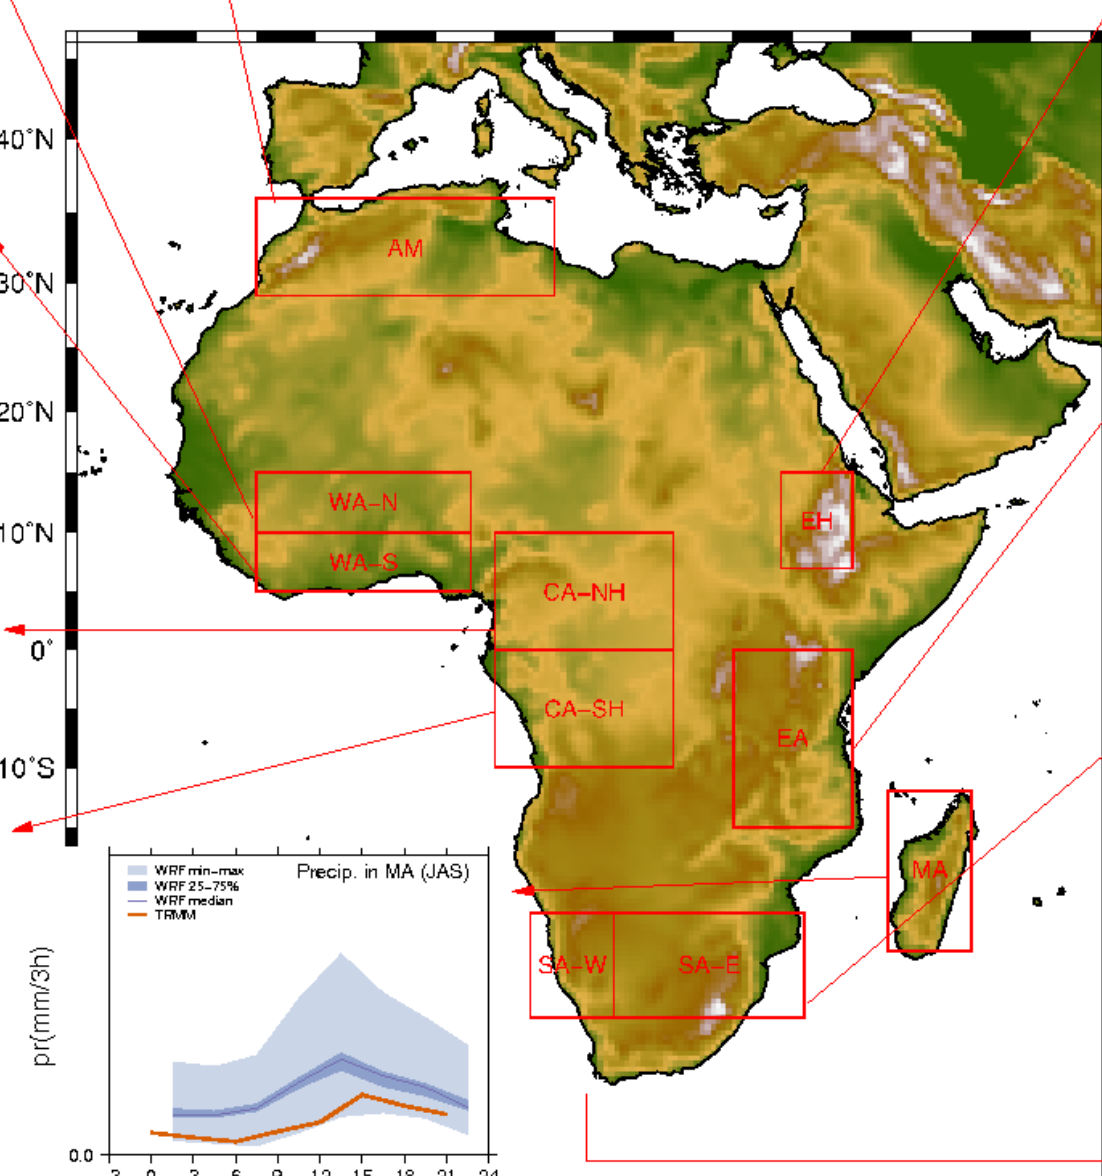 40°N
AM
30°N
20°N
WA-N
10°N
EH
WA-S
CA-NH
0°
CA-SH
EA
10°S
MA
WRF min-max
Precip. in MA (JAS)
WRF 25-75%
WRF median
TRMM
SA-W
SA-E
pr(mm/3h)
0.0
-3 0 3 6 9 12 15 18 21 24